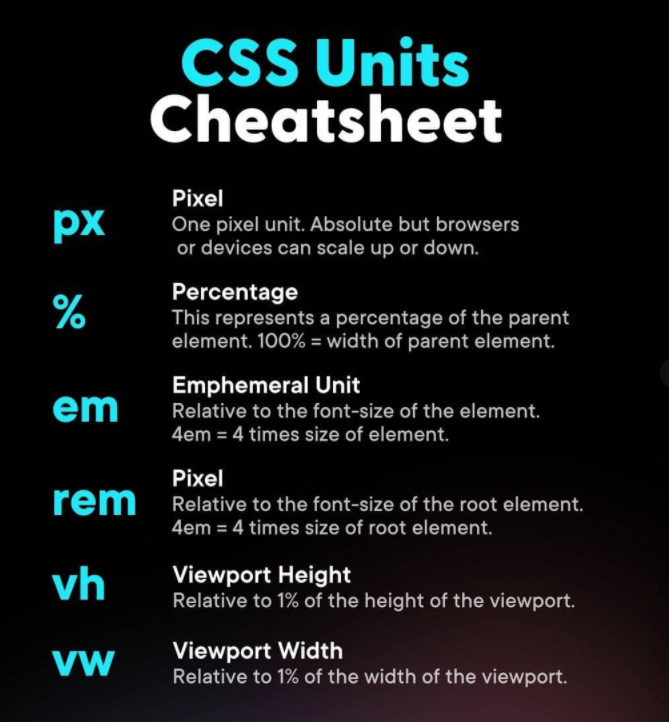 CSS Units
Cheatsheet
px
Pixel
One pixel unit. Absolute but browsers
or devices can scale up or down.
%
Percentage
This represents a percentage of the parent
element. 100% = width of parent element.
em
Emphemeral Unit
Relative to the font-size of the element.
4em = 4 times size of element.
rem
Pixel
Relative to the font-size of the root element.
4em = 4 times size of root element.
vh
Viewport Height
Relative to 1% of the height of the viewport.
vw
Viewport Width
Relative to 1% of the width of the viewport.